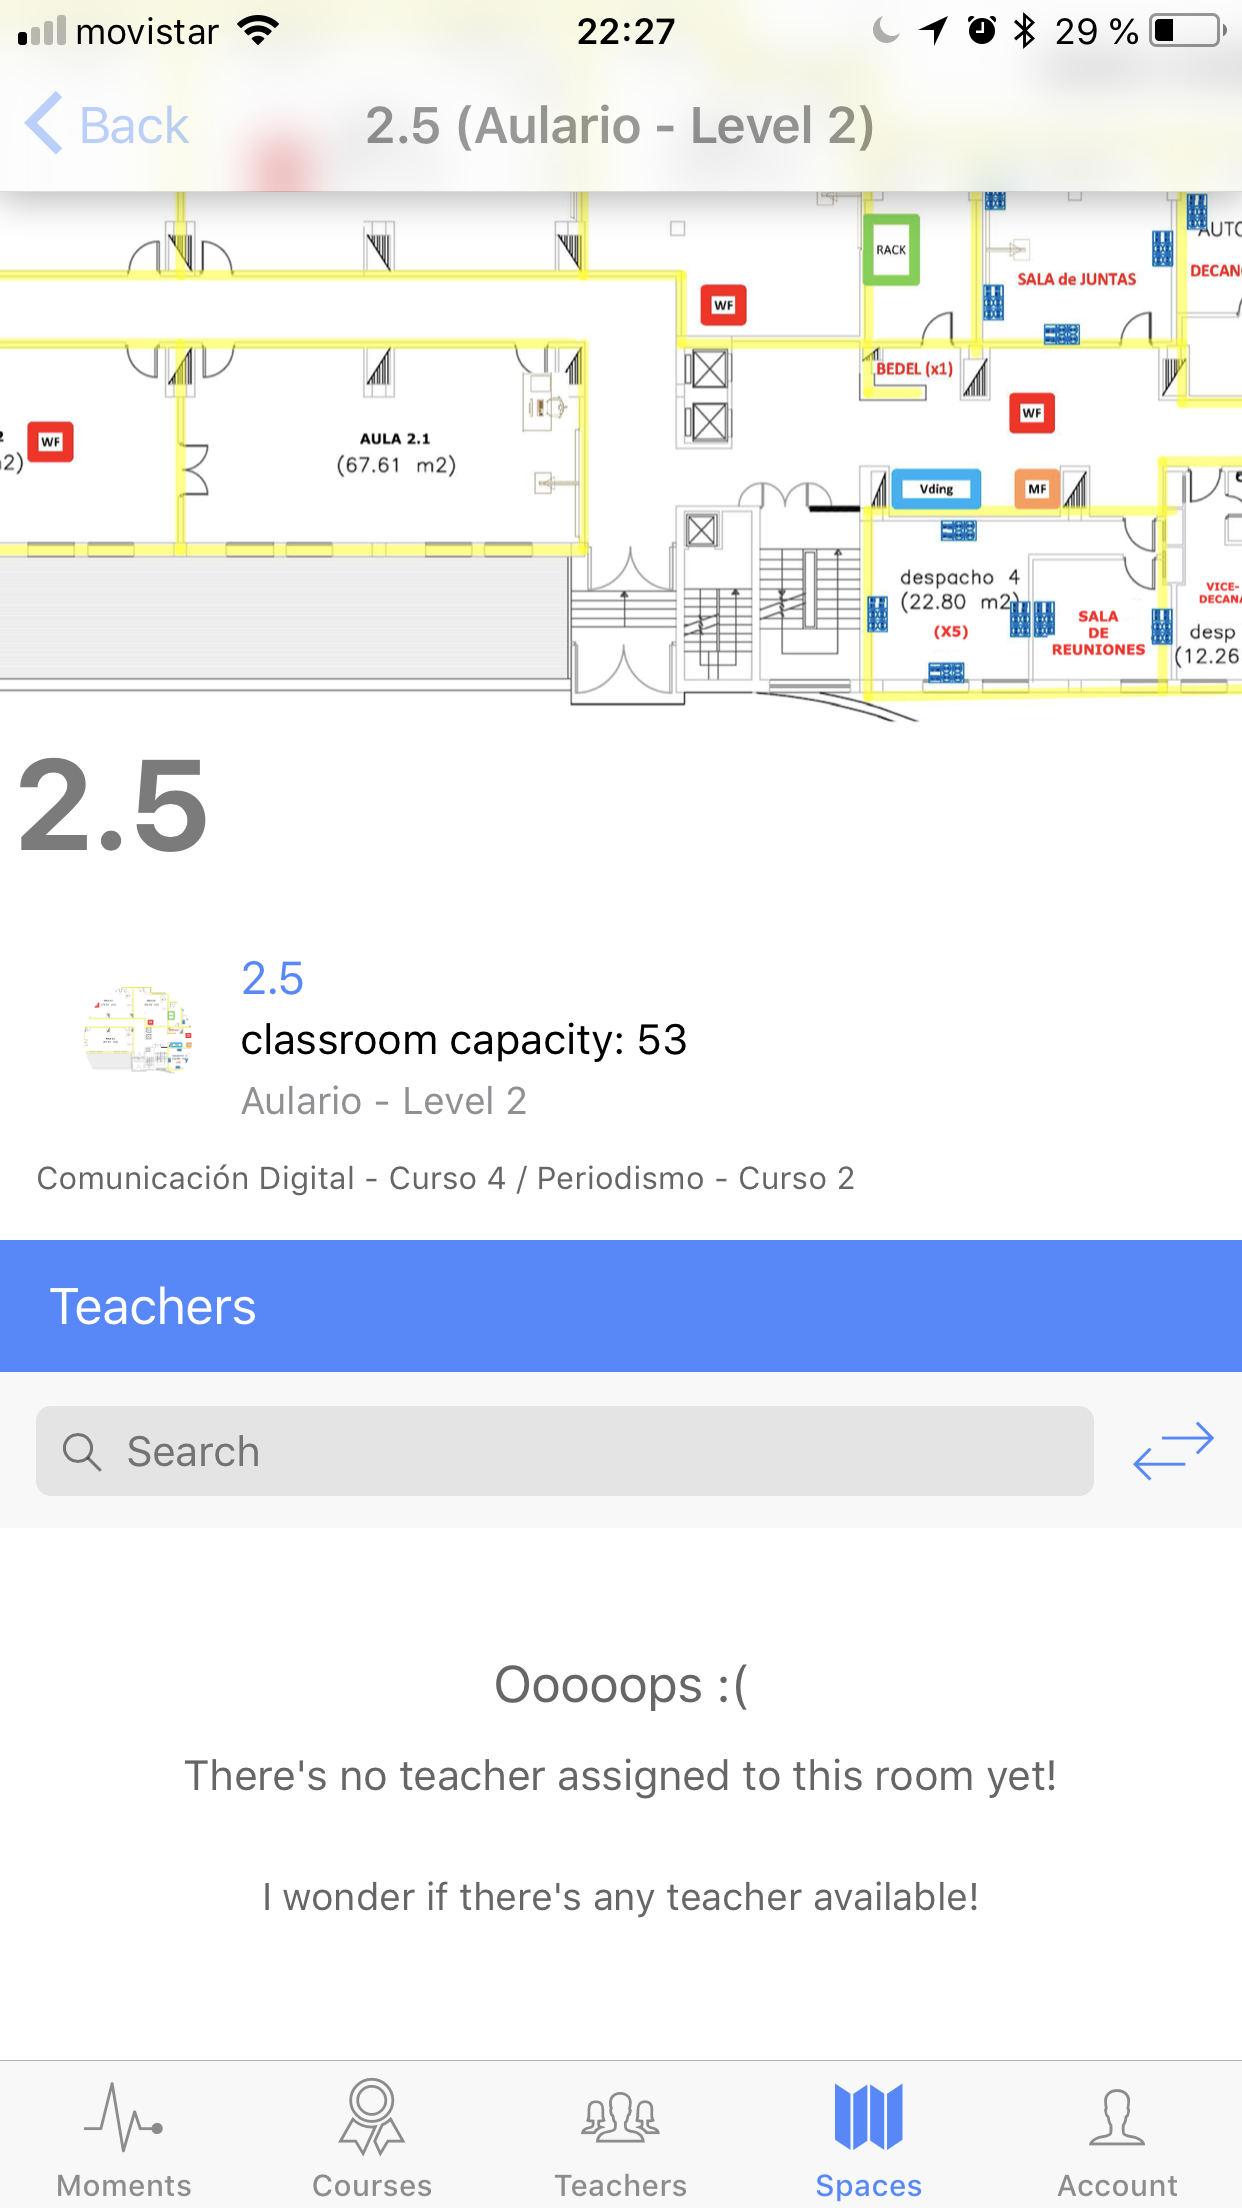 movistar 22:27 29 %
Back 2.5 (Aulario - Level 2)
RACK
SALA de JUNTAS
WF
BEDEL (x1)
WF
WF
AULA 2.1
(67.61 m2)
Vding
MF
despacho 4
(22.80 m2)
(X5)
SALA
DE
REUNIONES
VICE-
desp
(12.26
2.5
2.5
classroom capacity: 53
Aulario - Level 2
Comunicación Digital - Curso 4 / Periodismo - Curso 2
Teachers
Search
Ooooops :(
There's no teacher assigned to this room yet!
I wonder if there's any teacher available!
Moments Courses Teachers Spaces Account